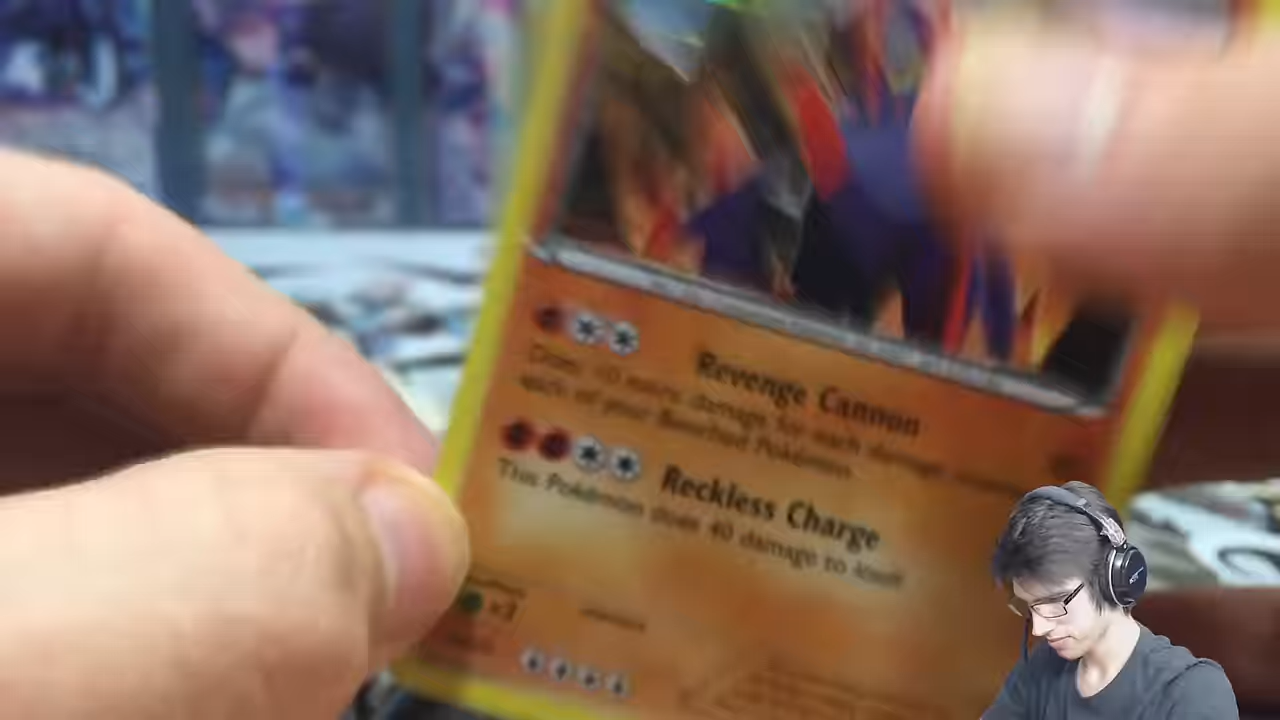 Revenge Cannon
Does 10 more damage for each damage
each of your Benched Pokémon.
Reckless Charge
This Pokémon does 40 damage to itself
×2